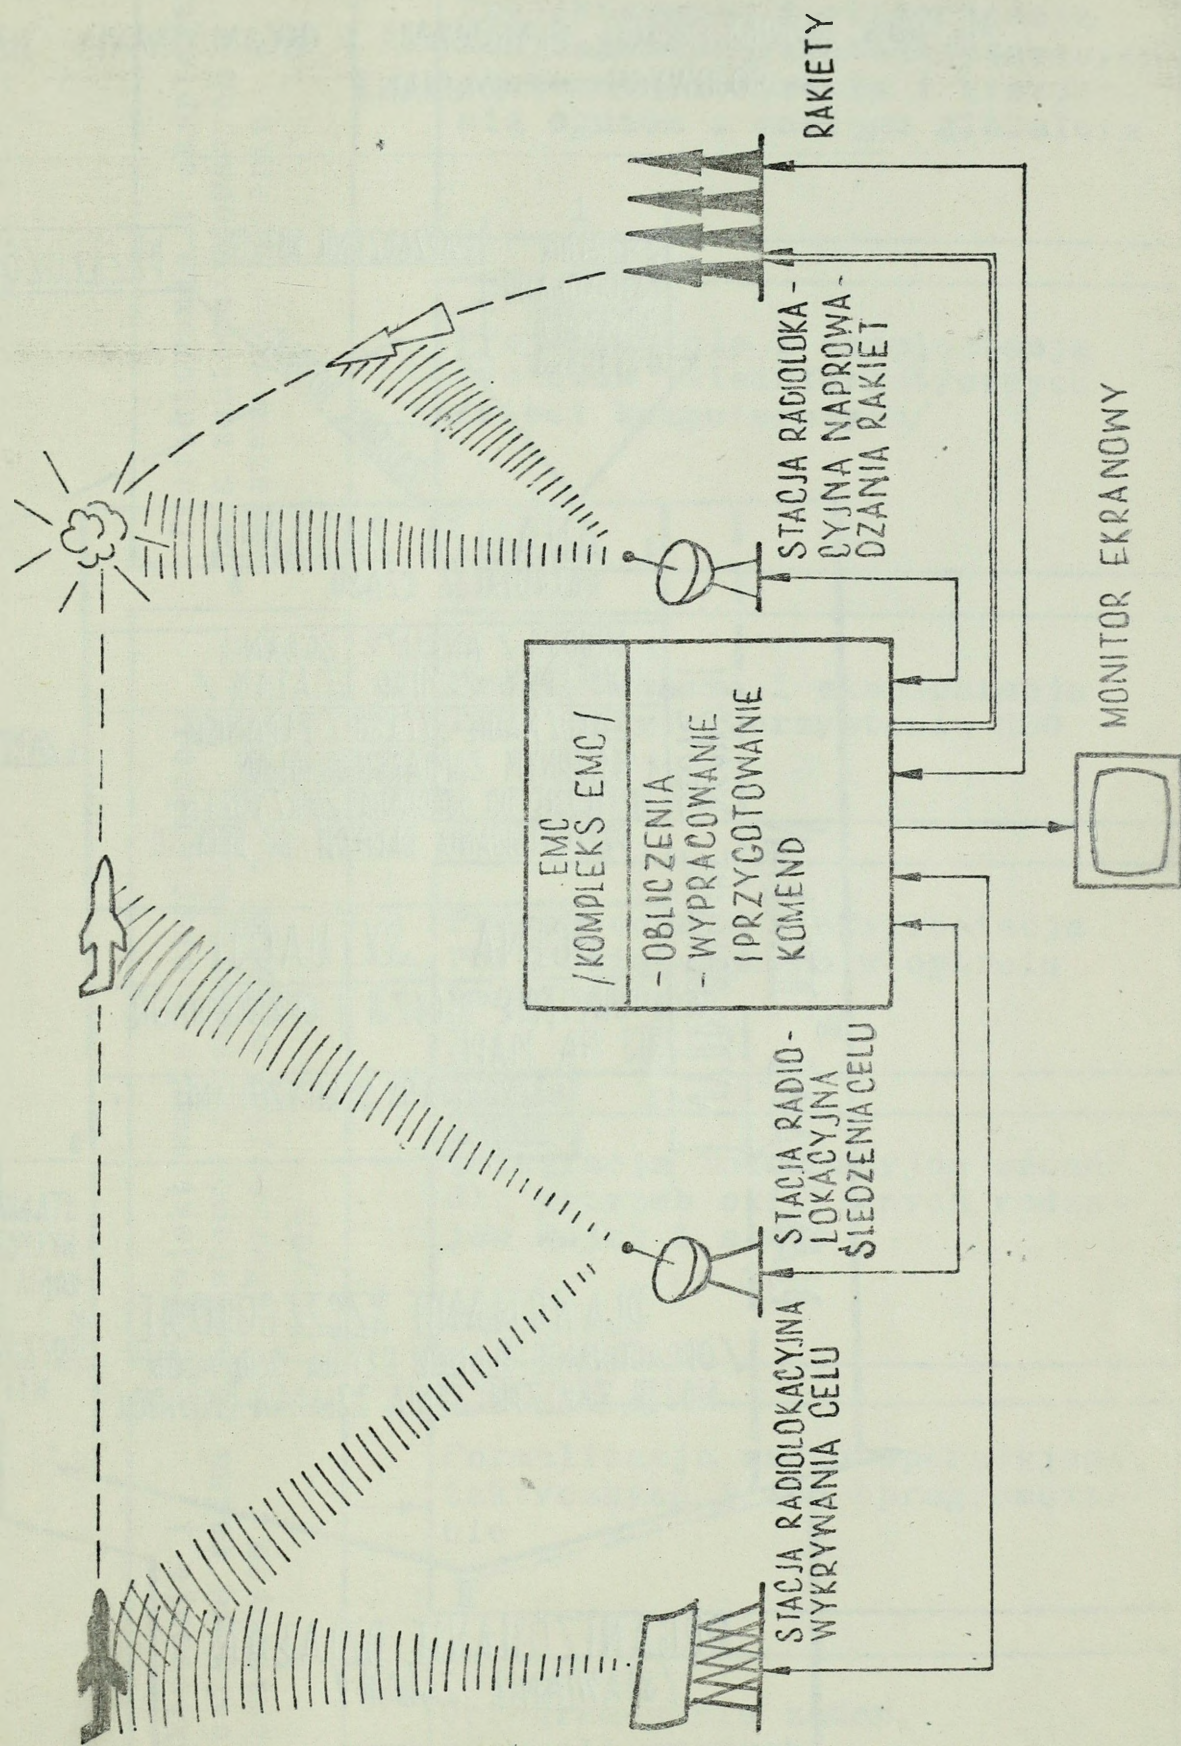 EMC
/KOMPLEKS EMC/
- OBLICZENIA
- WYPRACOWANIE
I PRZYGOTOWANIE
KOMEND
STACJA RADIOLOKACYJNA
WYKRYWANIA CELU
STACJA RADIO-
LOKACYJNA
ŚLEDZENIA CELU
STACJA RADIOLOKA-
CYJNA NAPROWA-
DZANIA RAKIET
RAKIETY
MONITOR EKRANOWY